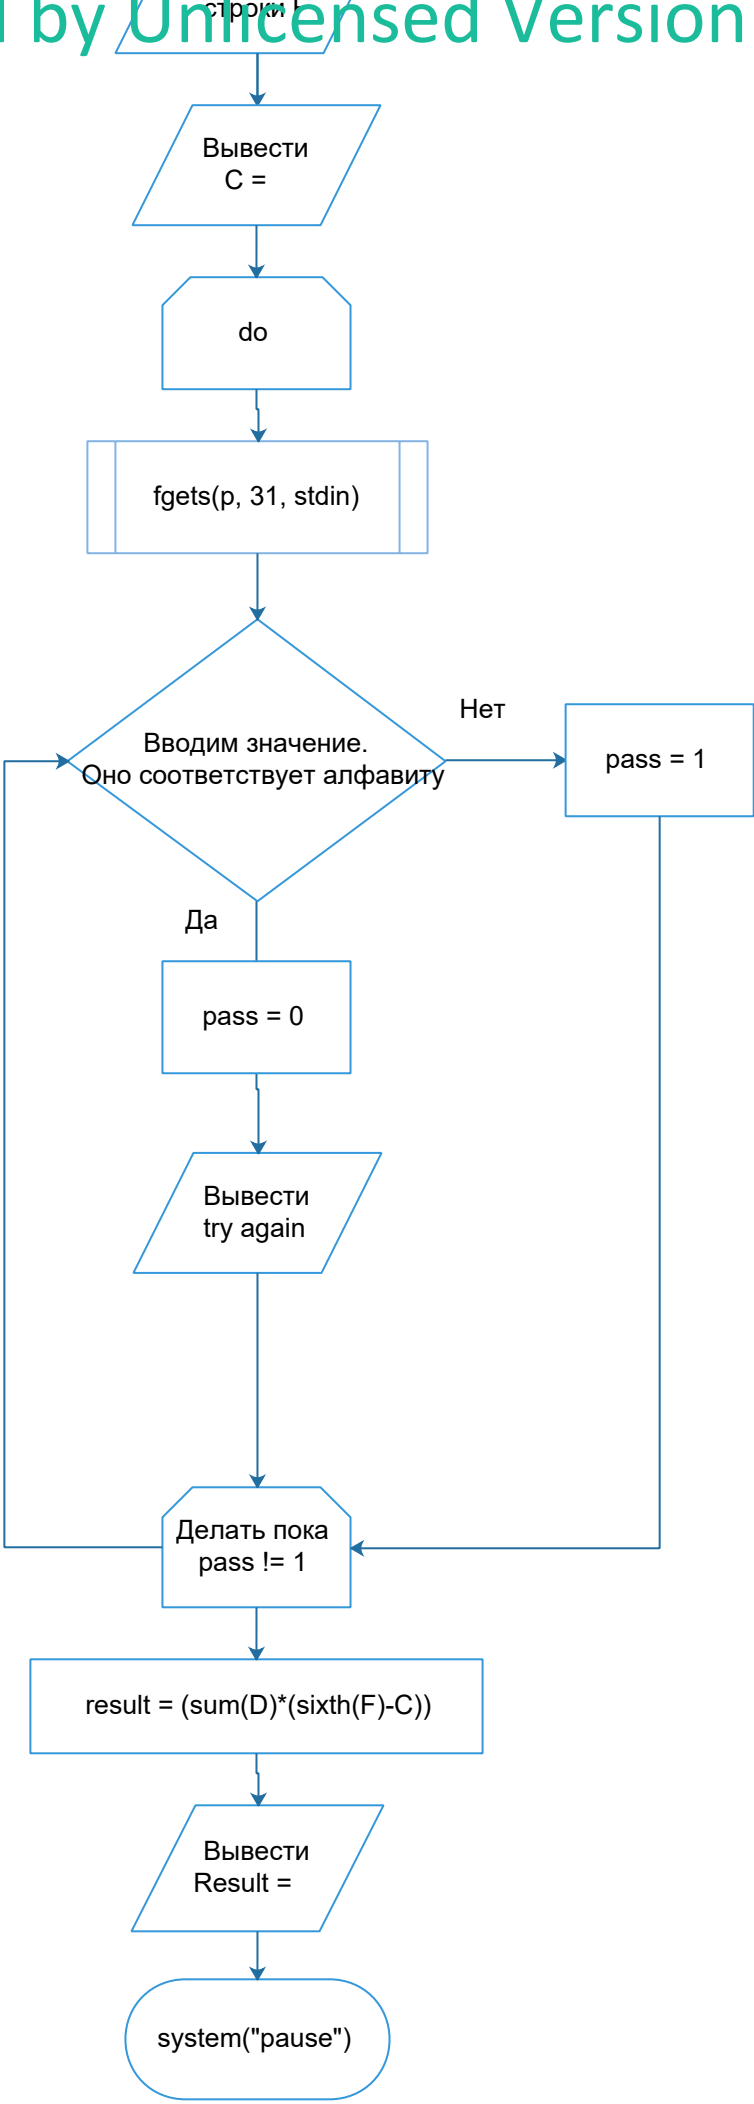 l by Unlicensed Version
строки F
Вывести
C =
do
fgets(p, 31, stdin)
Нет
Вводим значение.
Оно соответствует алфавиту
pass = 1
Да
pass = 0
Вывести
try again
Делать пока
pass != 1
result = (sum(D)*(sixth(F)-C))
Вывести
Result =
system("pause")